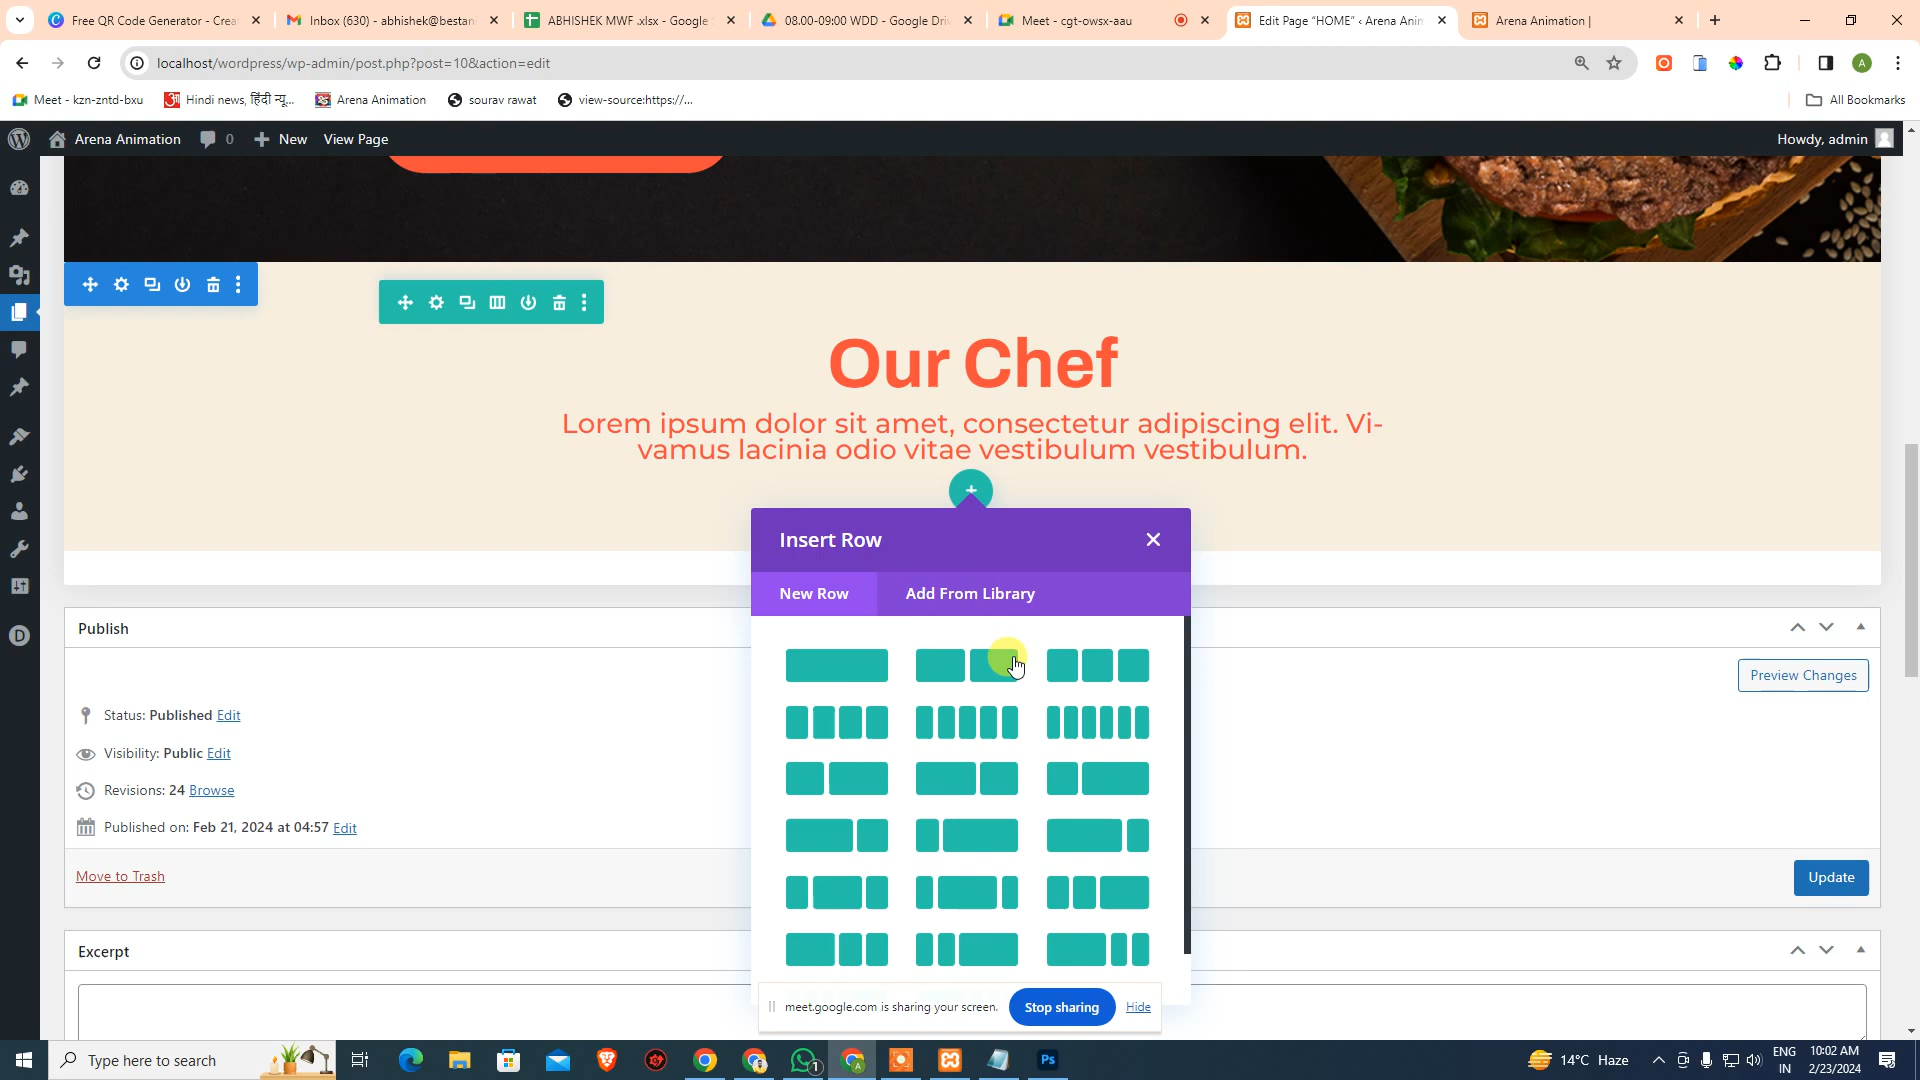 Free QR Code Generator - Crea
Inbox (630) - abhishek@bestani
ABHISHEK MWF .xlsx - Google
08.00-09:00 WDD - Google Driv
Meet - cgt-owsx-aau
Edit Page “HOME” ‹ Arena Anim
Arena Animation |
localhost/wordpress/wp-admin/post.php?post=10&action=edit
A
Meet - kzn-zntd-bxu
Hindi news, हिंदी न्यू...
Arena Animation
sourav rawat
view-source:https://...
All Bookmarks
Arena Animation
0
New
View Page
Howdy, admin
Our Chef
Lorem ipsum dolor sit amet, consectetur adipiscing elit. Vi-
vamus lacinia odio vitae vestibulum vestibulum.
Insert Row
New Row
Add From Library
Publish
Preview Changes
Status: Published Edit
Visibility: Public Edit
Revisions: 24 Browse
Published on: Feb 21, 2024 at 04:57 Edit
Move to Trash
Update
Excerpt
meet.google.com is sharing your screen.
Stop sharing
Hide
Type here to search
1
A
Ps
14°C Haze
ENG
IN
10:02 AM
2/23/2024